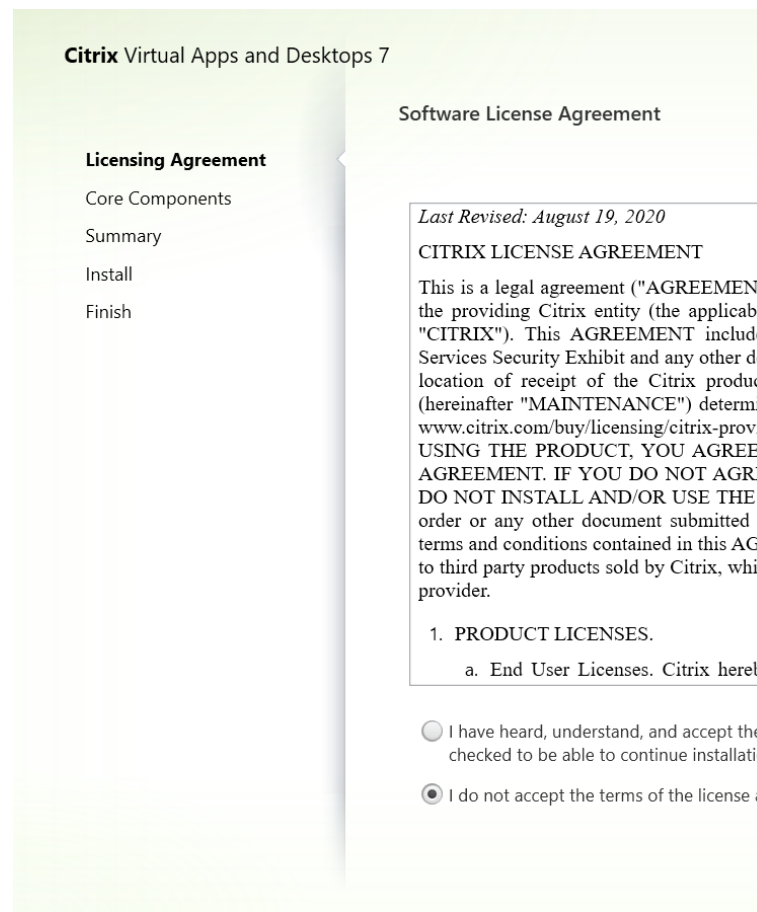 Citrix Virtual Apps and Desktops 7
Licensing Agreement
Core Components
Summary
Install
Finish
Software License Agreement
Last Revised: August 19, 2020
CITRIX LICENSE AGREEMENT
This is a legal agreement ("AGREEMEN
the providing Citrix entity (the applicab
"CITRIX"). This AGREEMENT include
Services Security Exhibit and any other d
location of receipt of the Citrix produc
(hereinafter "MAINTENANCE") determi
www.citrix.com/buy/licensing/citrix-provi
USING THE PRODUCT, YOU AGREE
AGREEMENT. IF YOU DO NOT AGRE
DO NOT INSTALL AND/OR USE THE
order or any other document submitted
terms and conditions contained in this AG
to third party products sold by Citrix, whi
provider.
1. PRODUCT LICENSES.
a. End User Licenses. Citrix hereb
I have heard, understand, and accept the
checked to be able to continue installati
I do not accept the terms of the license a